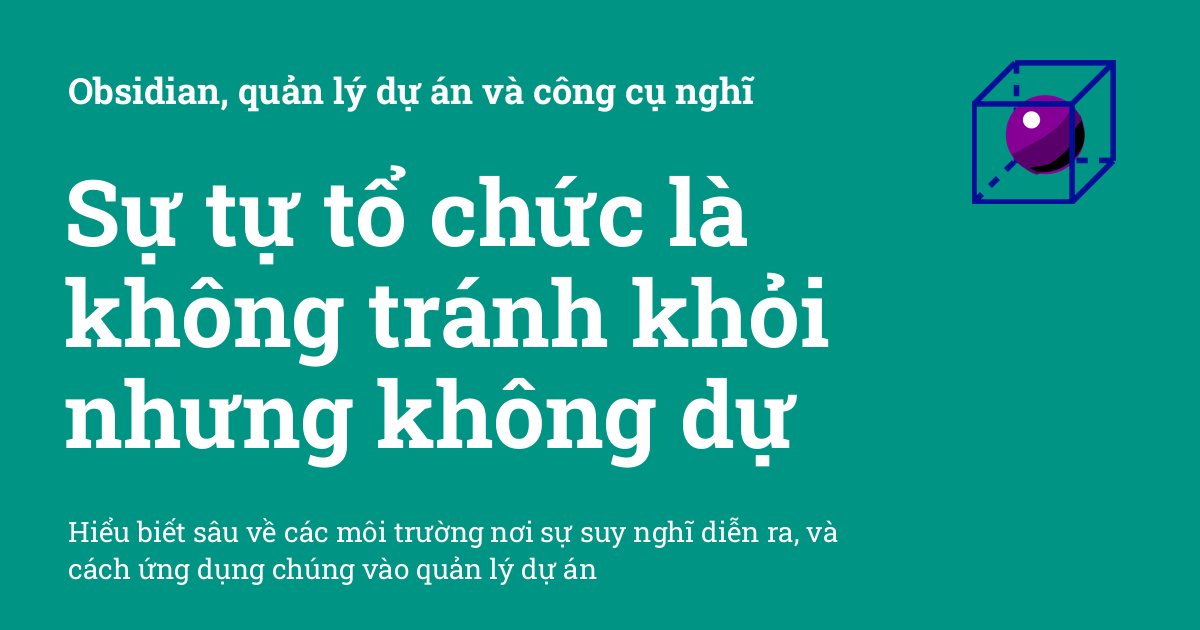 Obsidian, quản lý dự án và công cụ nghĩ
Sự tự tổ chức là
không tránh khỏi
nhưng không dự
Hiểu biết sâu về các môi trường nơi sự suy nghĩ diễn ra, và
cách ứng dụng chúng vào quản lý dự án